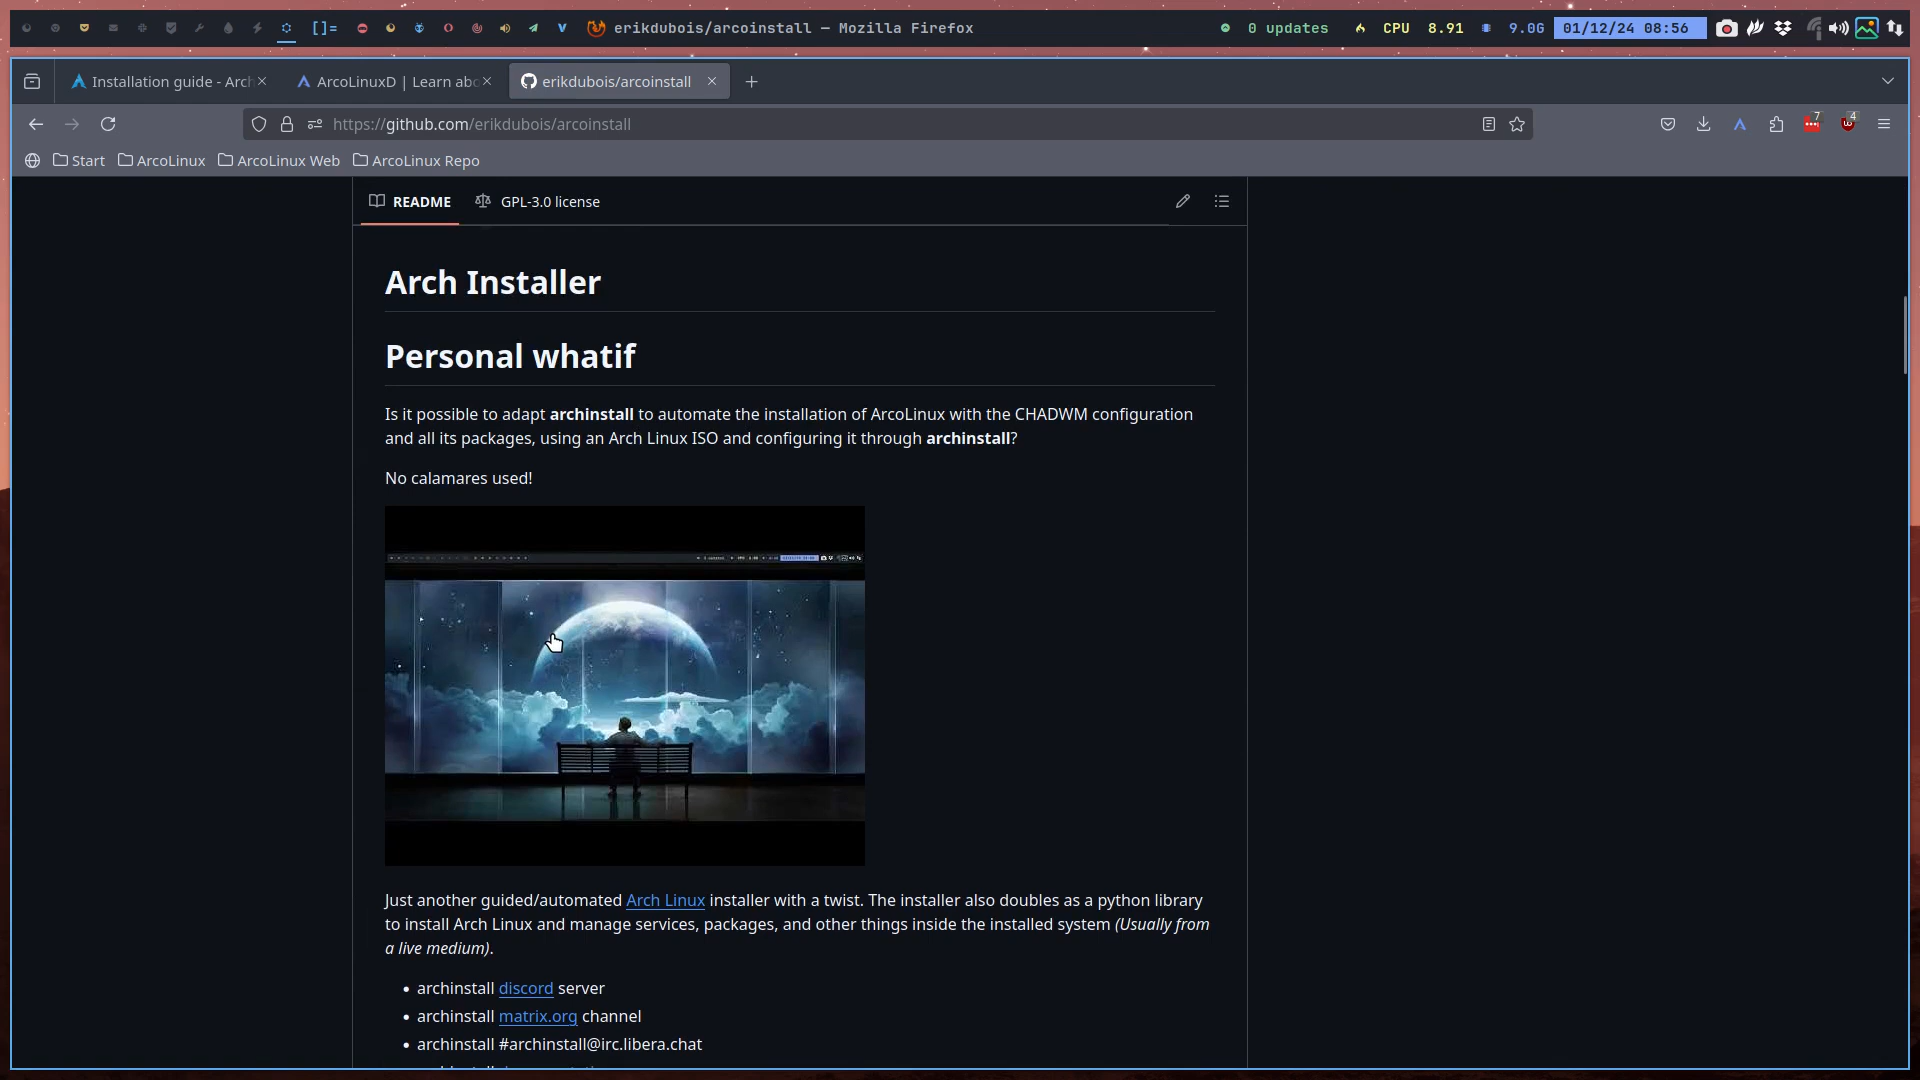 []= erikdubois/arcoinstall — Mozilla Firefox 0 updates CPU 8.91 9.0G 01/12/24 08:56
Installation guide - Arch ArcoLinuxD | Learn abo erikdubois/arcoinstall
https://github.com/erikdubois/arcoinstall 7 4
Start ArcoLinux ArcoLinux Web ArcoLinux Repo
README GPL-3.0 license
Arch Installer
Personal whatif
Is it possible to adapt archinstall to automate the installation of ArcoLinux with the CHADWM configuration
and all its packages, using an Arch Linux ISO and configuring it through archinstall?
No calamares used!
Just another guided/automated Arch Linux installer with a twist. The installer also doubles as a python library
to install Arch Linux and manage services, packages, and other things inside the installed system (Usually from
a live medium).
• archinstall discord server
• archinstall matrix.org channel
• archinstall #archinstall@irc.libera.chat